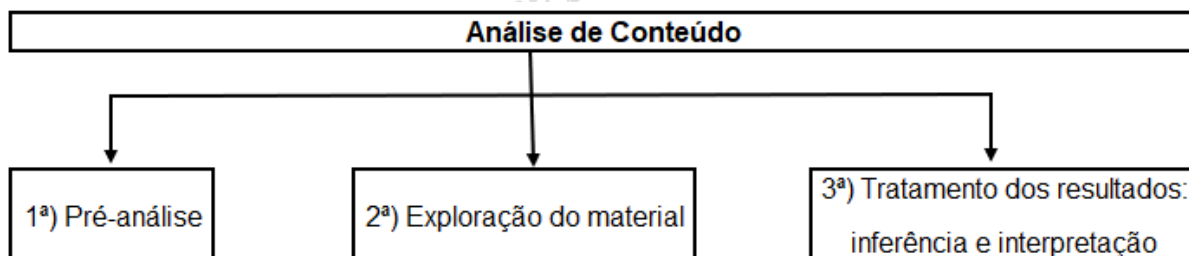 Análise de Conteúdo
1ª) Pré-análise
2ª) Exploração do material
3ª) Tratamento dos resultados:
inferência e interpretação